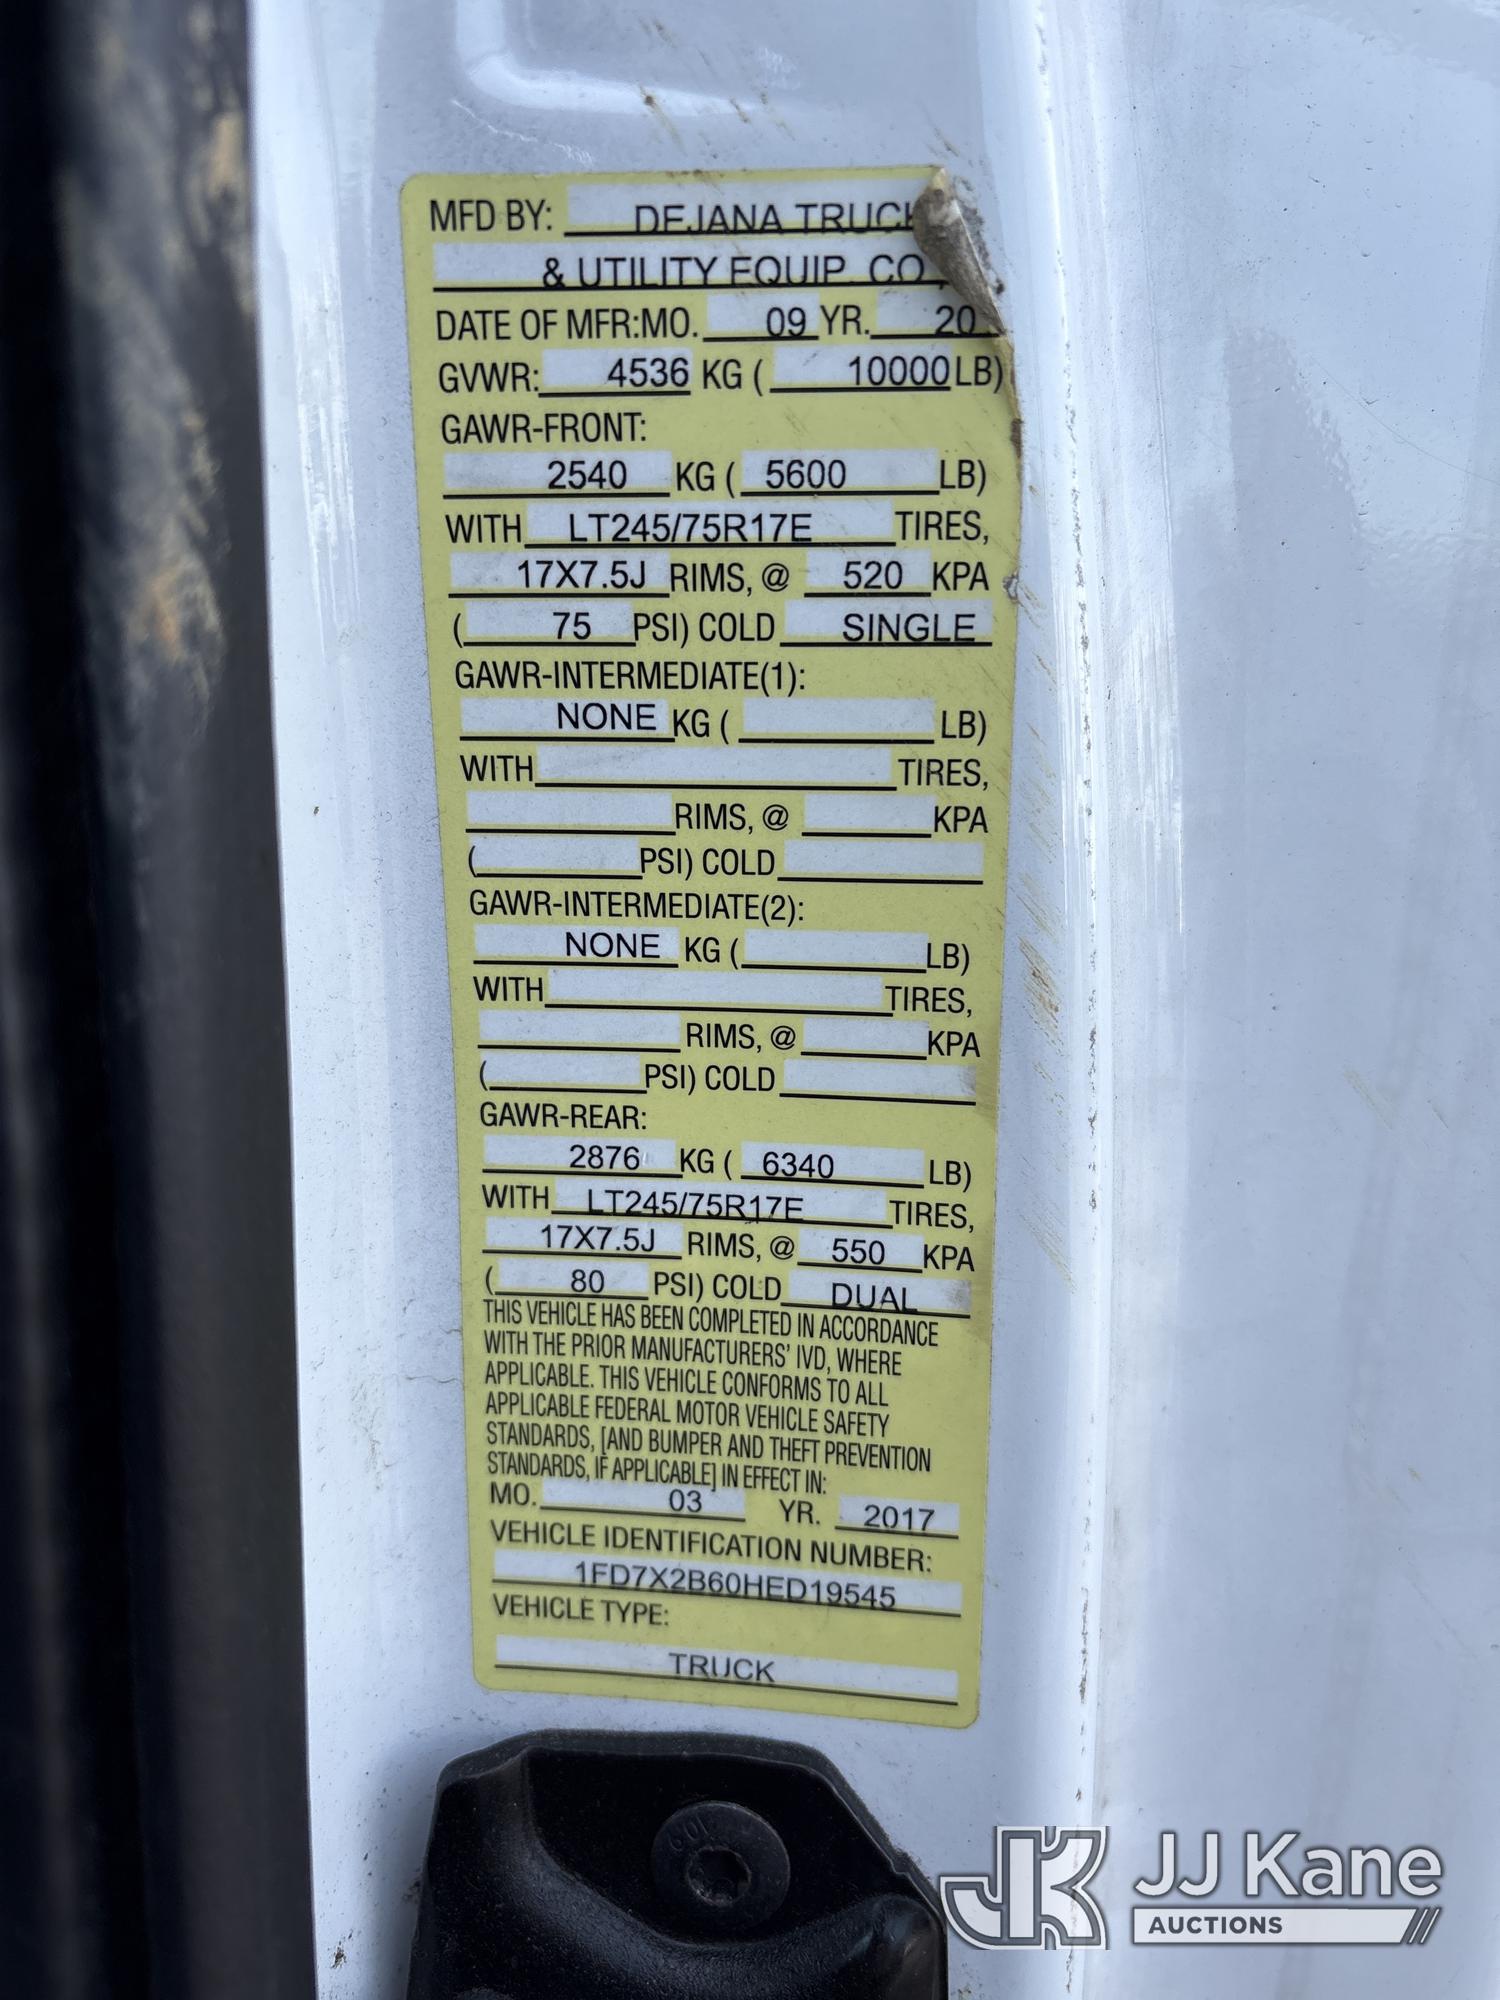 MFD BY: DEJANA TRUCK
& UTILITY EQUIP. CO
DATE OF MFR:MO. 09 YR. 20
GVWR: 4536 KG ( 10000 LB)
GAWR-FRONT:
2540 KG ( 5600 LB)
WITH LT245/75R17E TIRES,
17X7.5J RIMS, @ 520 KPA
( 75 PSI) COLD SINGLE
GAWR-INTERMEDIATE(1):
NONE KG ( LB)
WITH TIRES,
RIMS, @ KPA
( PSI) COLD
GAWR-INTERMEDIATE(2):
NONE KG ( LB)
WITH TIRES,
RIMS, @ KPA
( PSI) COLD
GAWR-REAR:
2876 KG ( 6340 LB)
WITH LT245/75R17E TIRES,
17X7.5J RIMS, @ 550 KPA
( 80 PSI) COLD DUAL
THIS VEHICLE HAS BEEN COMPLETED IN ACCORDANCE
WITH THE PRIOR MANUFACTURERS' IVD, WHERE
APPLICABLE. THIS VEHICLE CONFORMS TO ALL
APPLICABLE FEDERAL MOTOR VEHICLE SAFETY
STANDARDS, [AND BUMPER AND THEFT PREVENTION
STANDARDS, IF APPLICABLE] IN EFFECT IN:
MO. 03 YR. 2017
VEHICLE IDENTIFICATION NUMBER:
1FD7X2B60HED19545
VEHICLE TYPE:
TRUCK
JK JJ Kane
AUCTIONS